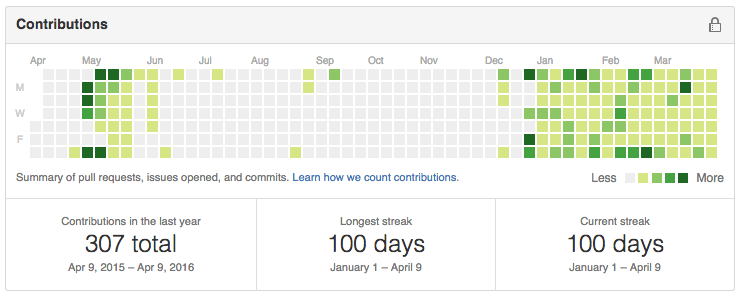 Contributions
Apr May Jun Jul Aug Sep Oct Nov Dec Jan Feb Mar
M
W
F
Summary of pull requests, issues opened, and commits. Learn how we count contributions.
Less More
Contributions in the last year
307 total
Apr 9, 2015 – Apr 9, 2016
Longest streak
100 days
January 1 – April 9
Current streak
100 days
January 1 – April 9